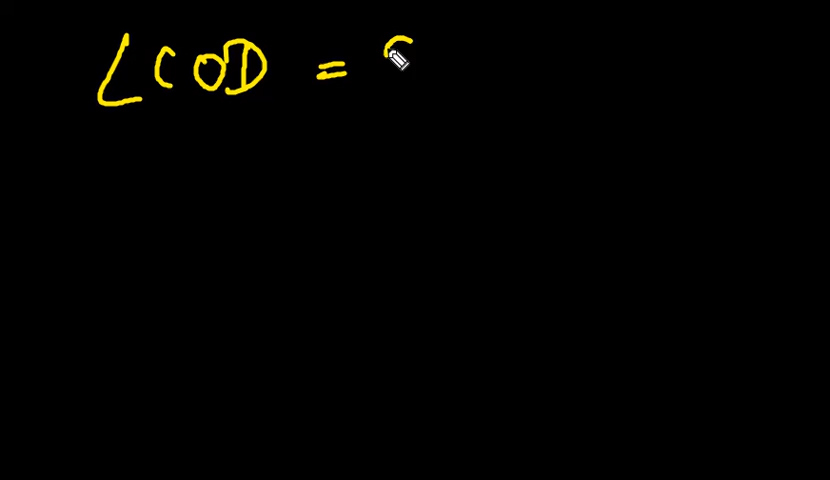 ∠COD =